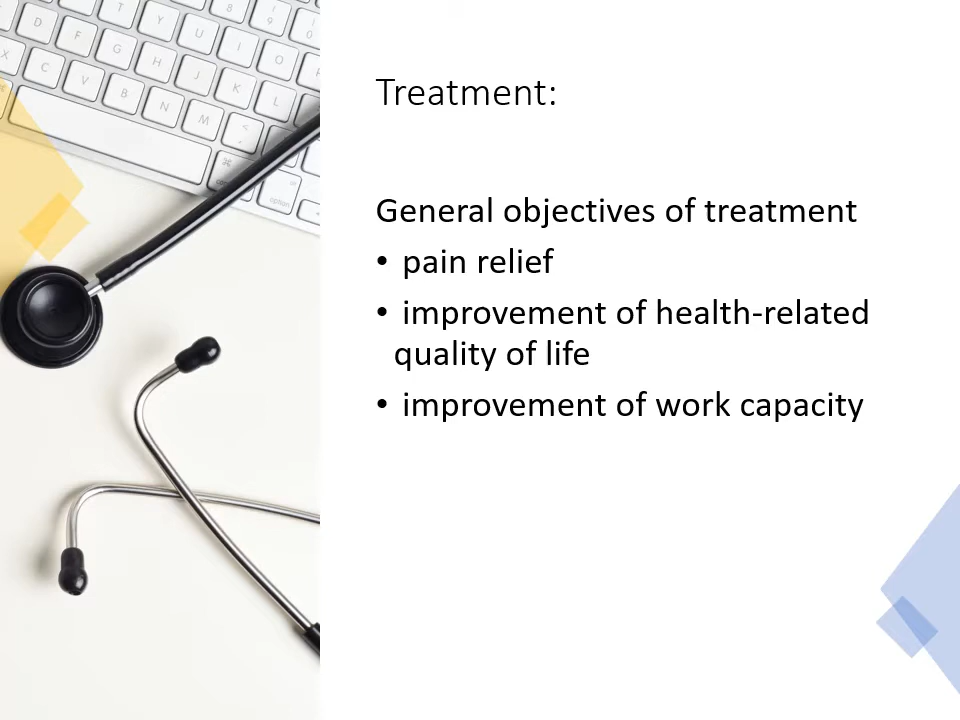 Treatment:
General objectives of treatment
• pain relief
• improvement of health-related
quality of life
• improvement of work capacity